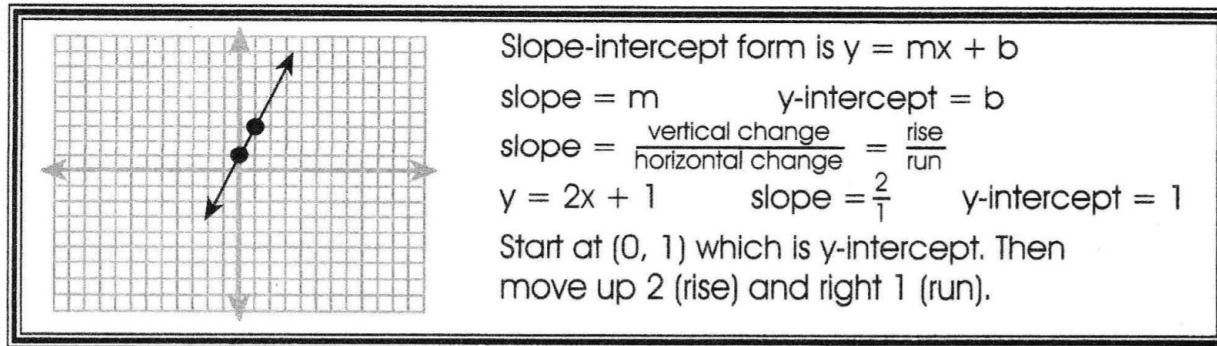 Slope-intercept form is y = mx + b
slope = m y-intercept = b
slope = vertical change / horizontal change = rise / run
y = 2x + 1 slope = 2/1 y-intercept = 1
Start at (0, 1) which is y-intercept. Then
move up 2 (rise) and right 1 (run).